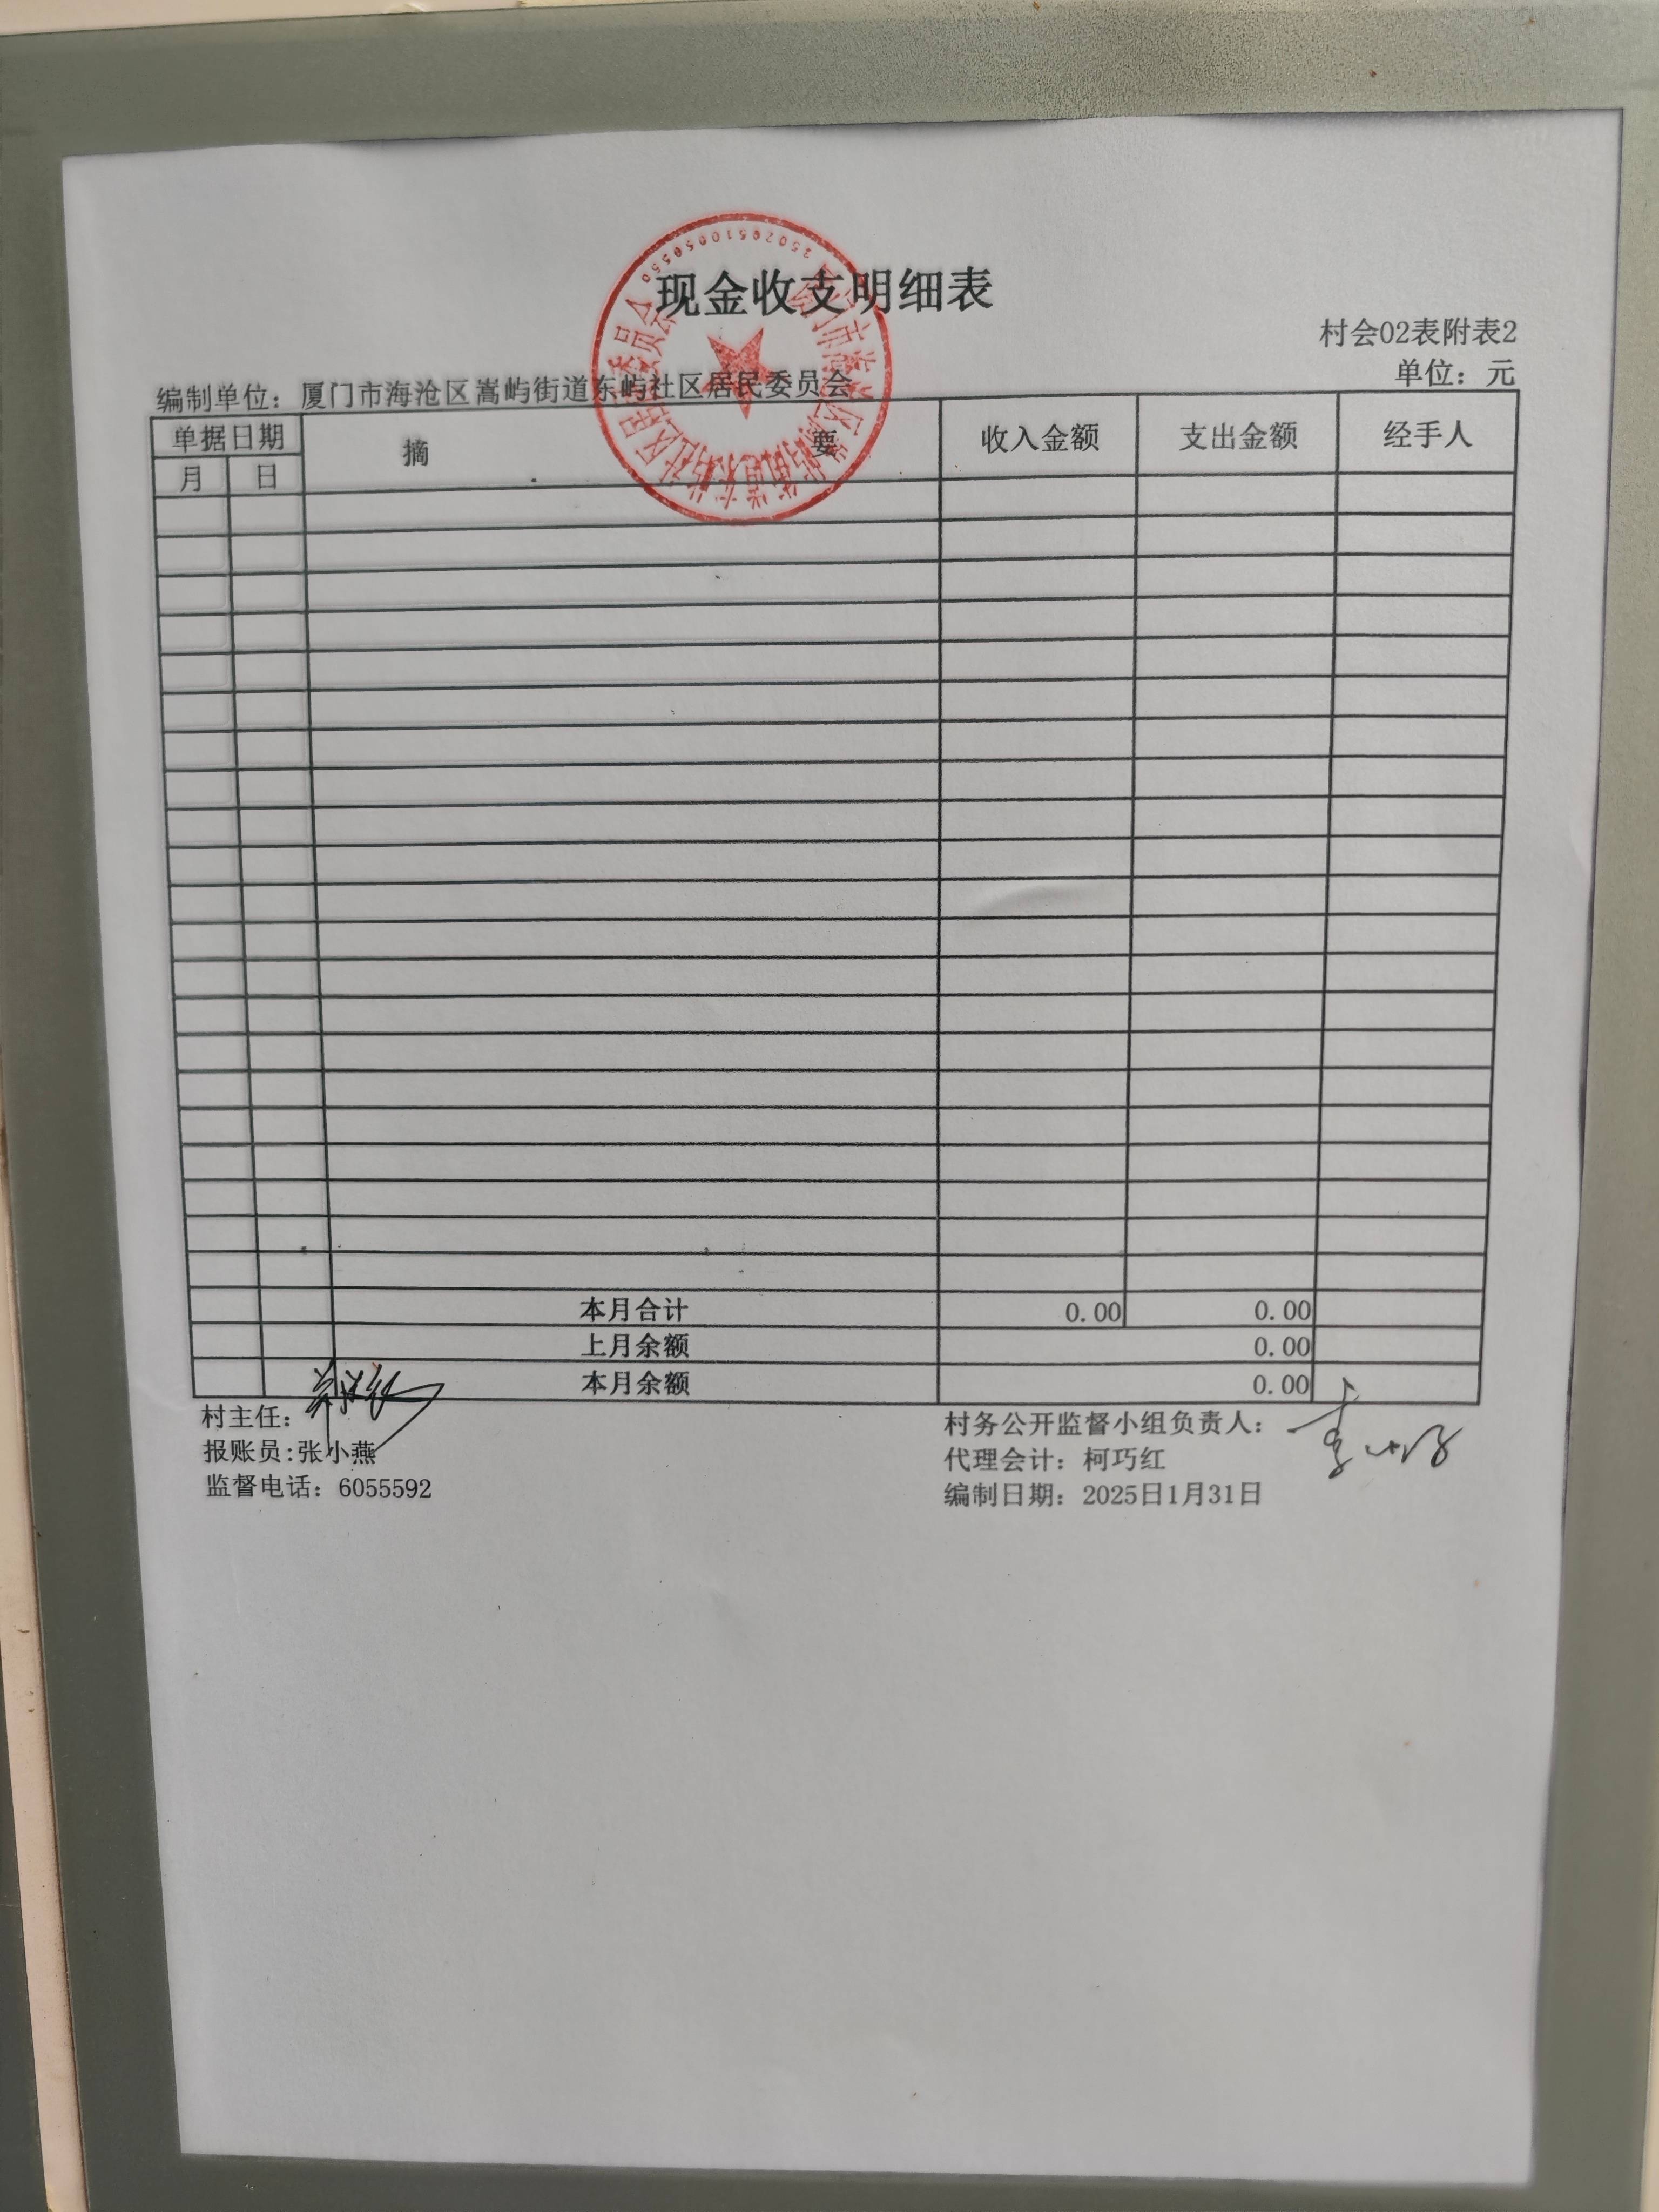 现金收支明细表
村会02表附表2
单位：元
编制单位：厦门市海沧区嵩屿街道东屿社区居民委员会
单据日期 摘 要 收入金额 支出金额 经手人
月 日
本月合计 0.00 0.00
上月余额 0.00
本月余额 0.00
村主任：
村务公开监督小组负责人：
报账员:张小燕
代理会计：柯巧红
监督电话：6055592
编制日期：2025日1月31日